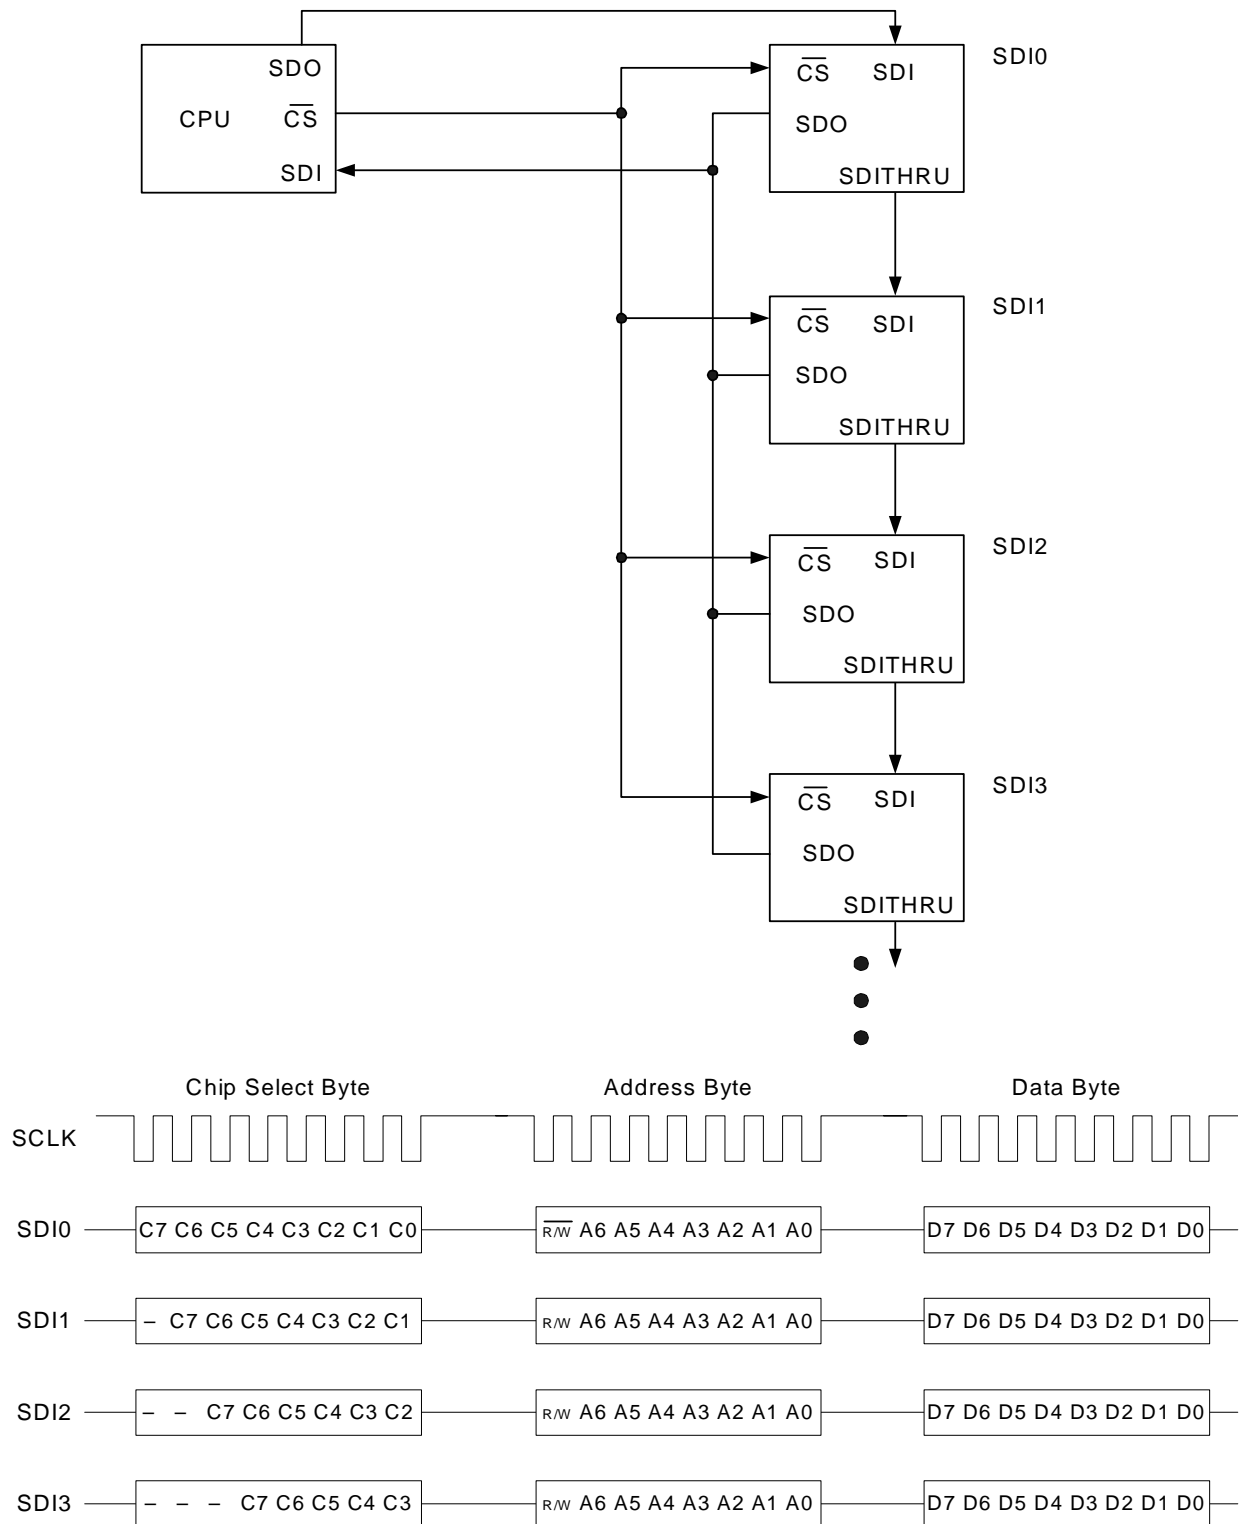 SDO
CPU
CS
SDI
CS SDI
SDO
SDITHRU
SDI0
CS SDI
SDO
SDITHRU
SDI1
CS SDI
SDO
SDITHRU
SDI2
CS SDI
SDO
SDITHRU
SDI3
Chip Select Byte Address Byte Data Byte
SCLK
SDI0 C7 C6 C5 C4 C3 C2 C1 C0 R/W A6 A5 A4 A3 A2 A1 A0 D7 D6 D5 D4 D3 D2 D1 D0
SDI1 – C7 C6 C5 C4 C3 C2 C1 R/W A6 A5 A4 A3 A2 A1 A0 D7 D6 D5 D4 D3 D2 D1 D0
SDI2 – – C7 C6 C5 C4 C3 C2 R/W A6 A5 A4 A3 A2 A1 A0 D7 D6 D5 D4 D3 D2 D1 D0
SDI3 – – – C7 C6 C5 C4 C3 R/W A6 A5 A4 A3 A2 A1 A0 D7 D6 D5 D4 D3 D2 D1 D0